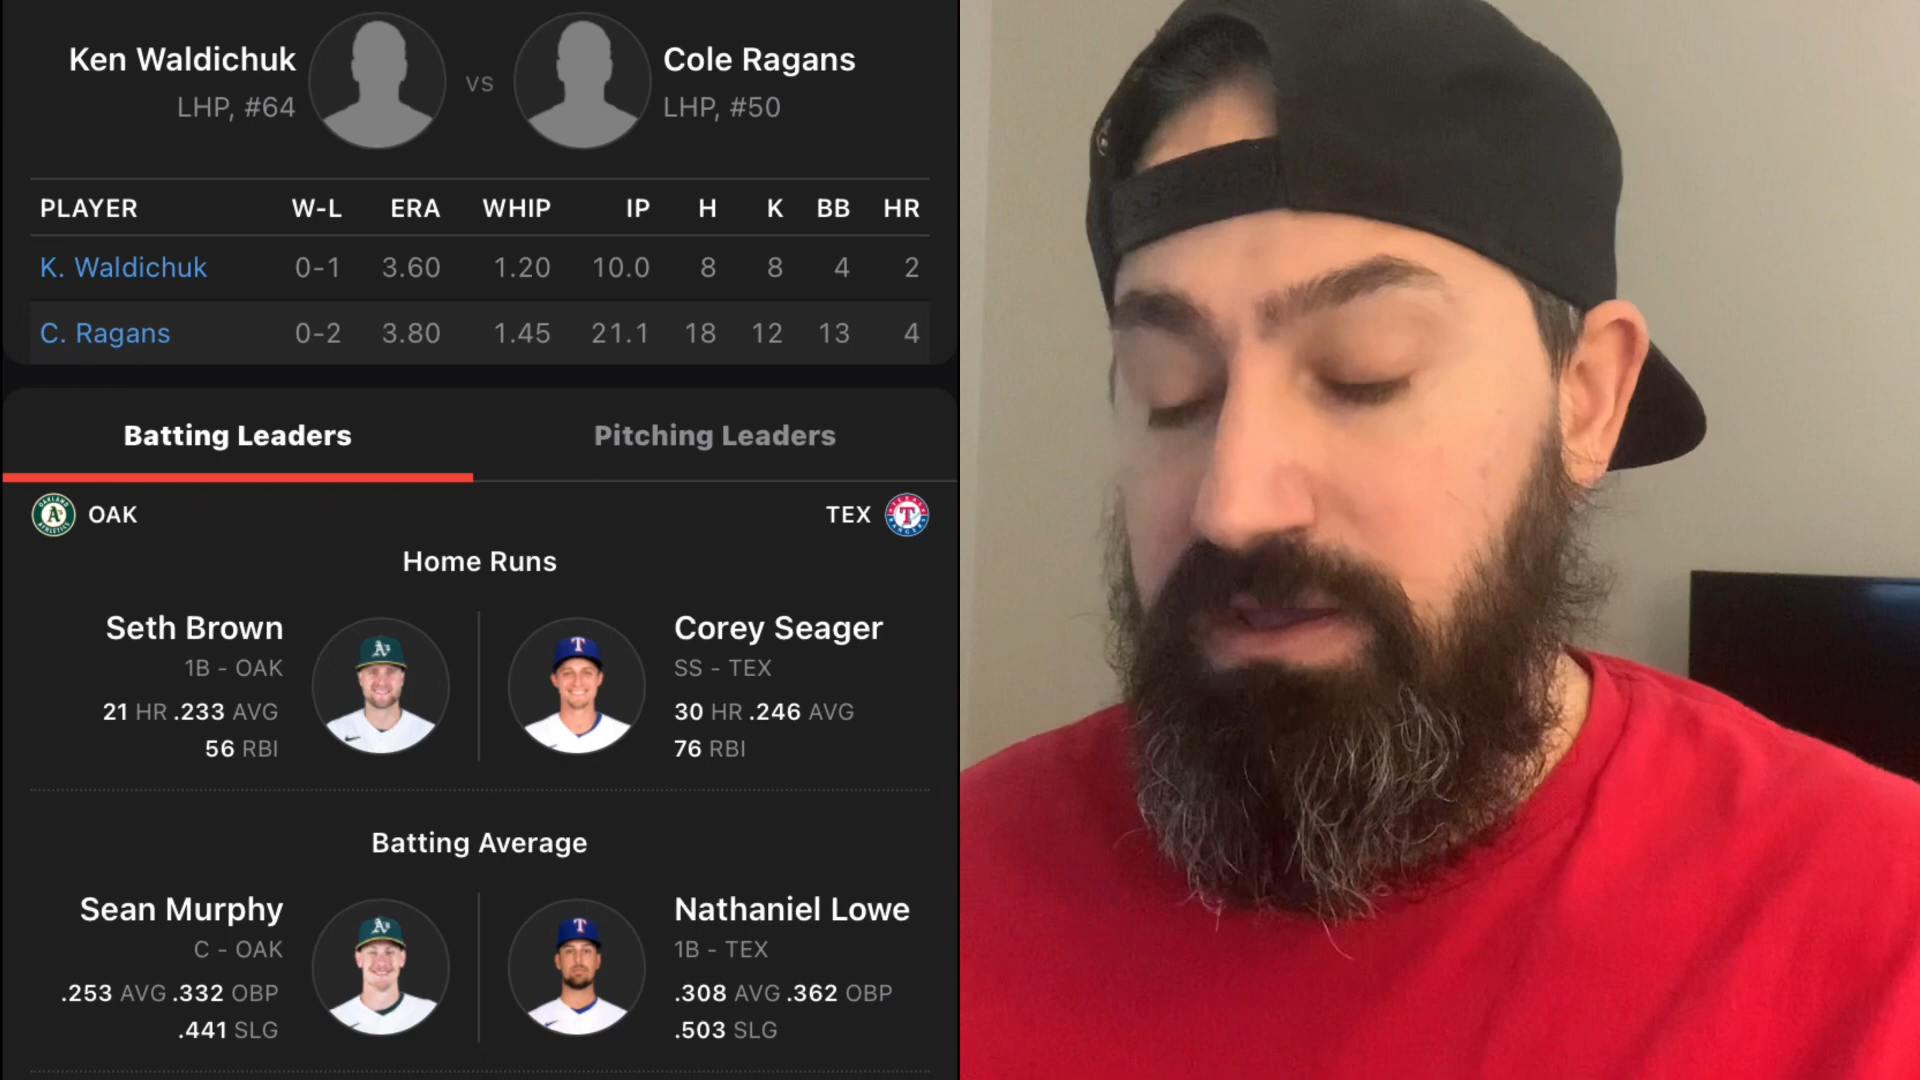 Ken Waldichuk
LHP, #64
vs
Cole Ragans
LHP, #50
PLAYER W-L ERA WHIP IP H K BB HR
K. Waldichuk 0-1 3.60 1.20 10.0 8 8 4 2
C. Ragans 0-2 3.80 1.45 21.1 18 12 13 4
Batting Leaders Pitching Leaders
OAK TEX
Home Runs
Seth Brown
1B - OAK
21 HR .233 AVG
56 RBI
Corey Seager
SS - TEX
30 HR .246 AVG
76 RBI
Batting Average
Sean Murphy
C - OAK
.253 AVG .332 OBP
.441 SLG
Nathaniel Lowe
1B - TEX
.308 AVG .362 OBP
.503 SLG